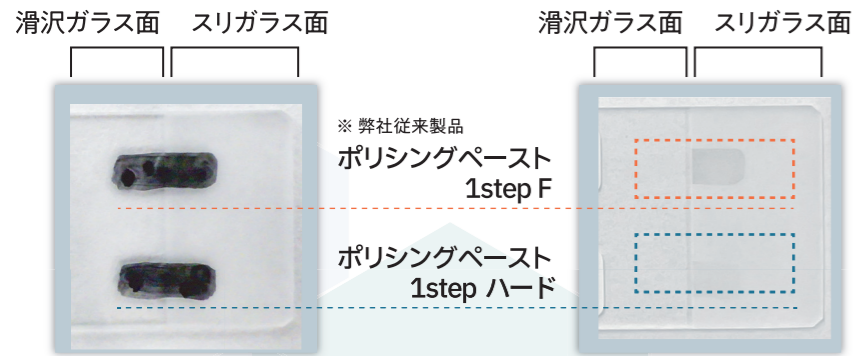 滑沢ガラス面 スリガラス面
滑沢ガラス面 スリガラス面
※ 弊社従来製品
ポリシングペースト
1step F
ポリシングペースト
1step ハード